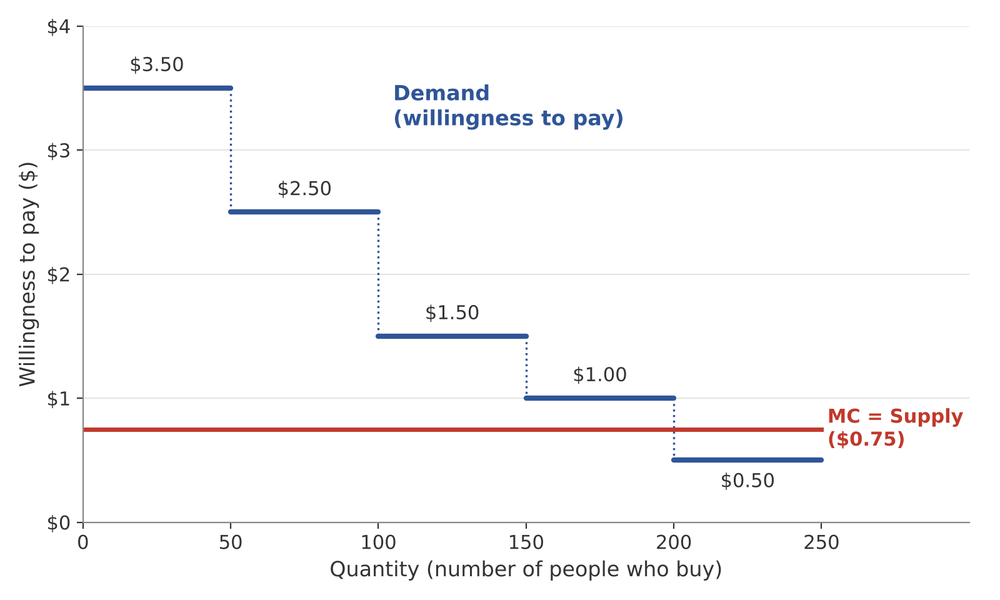 $4
$3
$2
$1
$0
Willingness to pay ($)
$3.50
Demand
(willingness to pay)
$2.50
$1.50
$1.00
MC = Supply
($0.75)
$0.50
0 50 100 150 200 250
Quantity (number of people who buy)